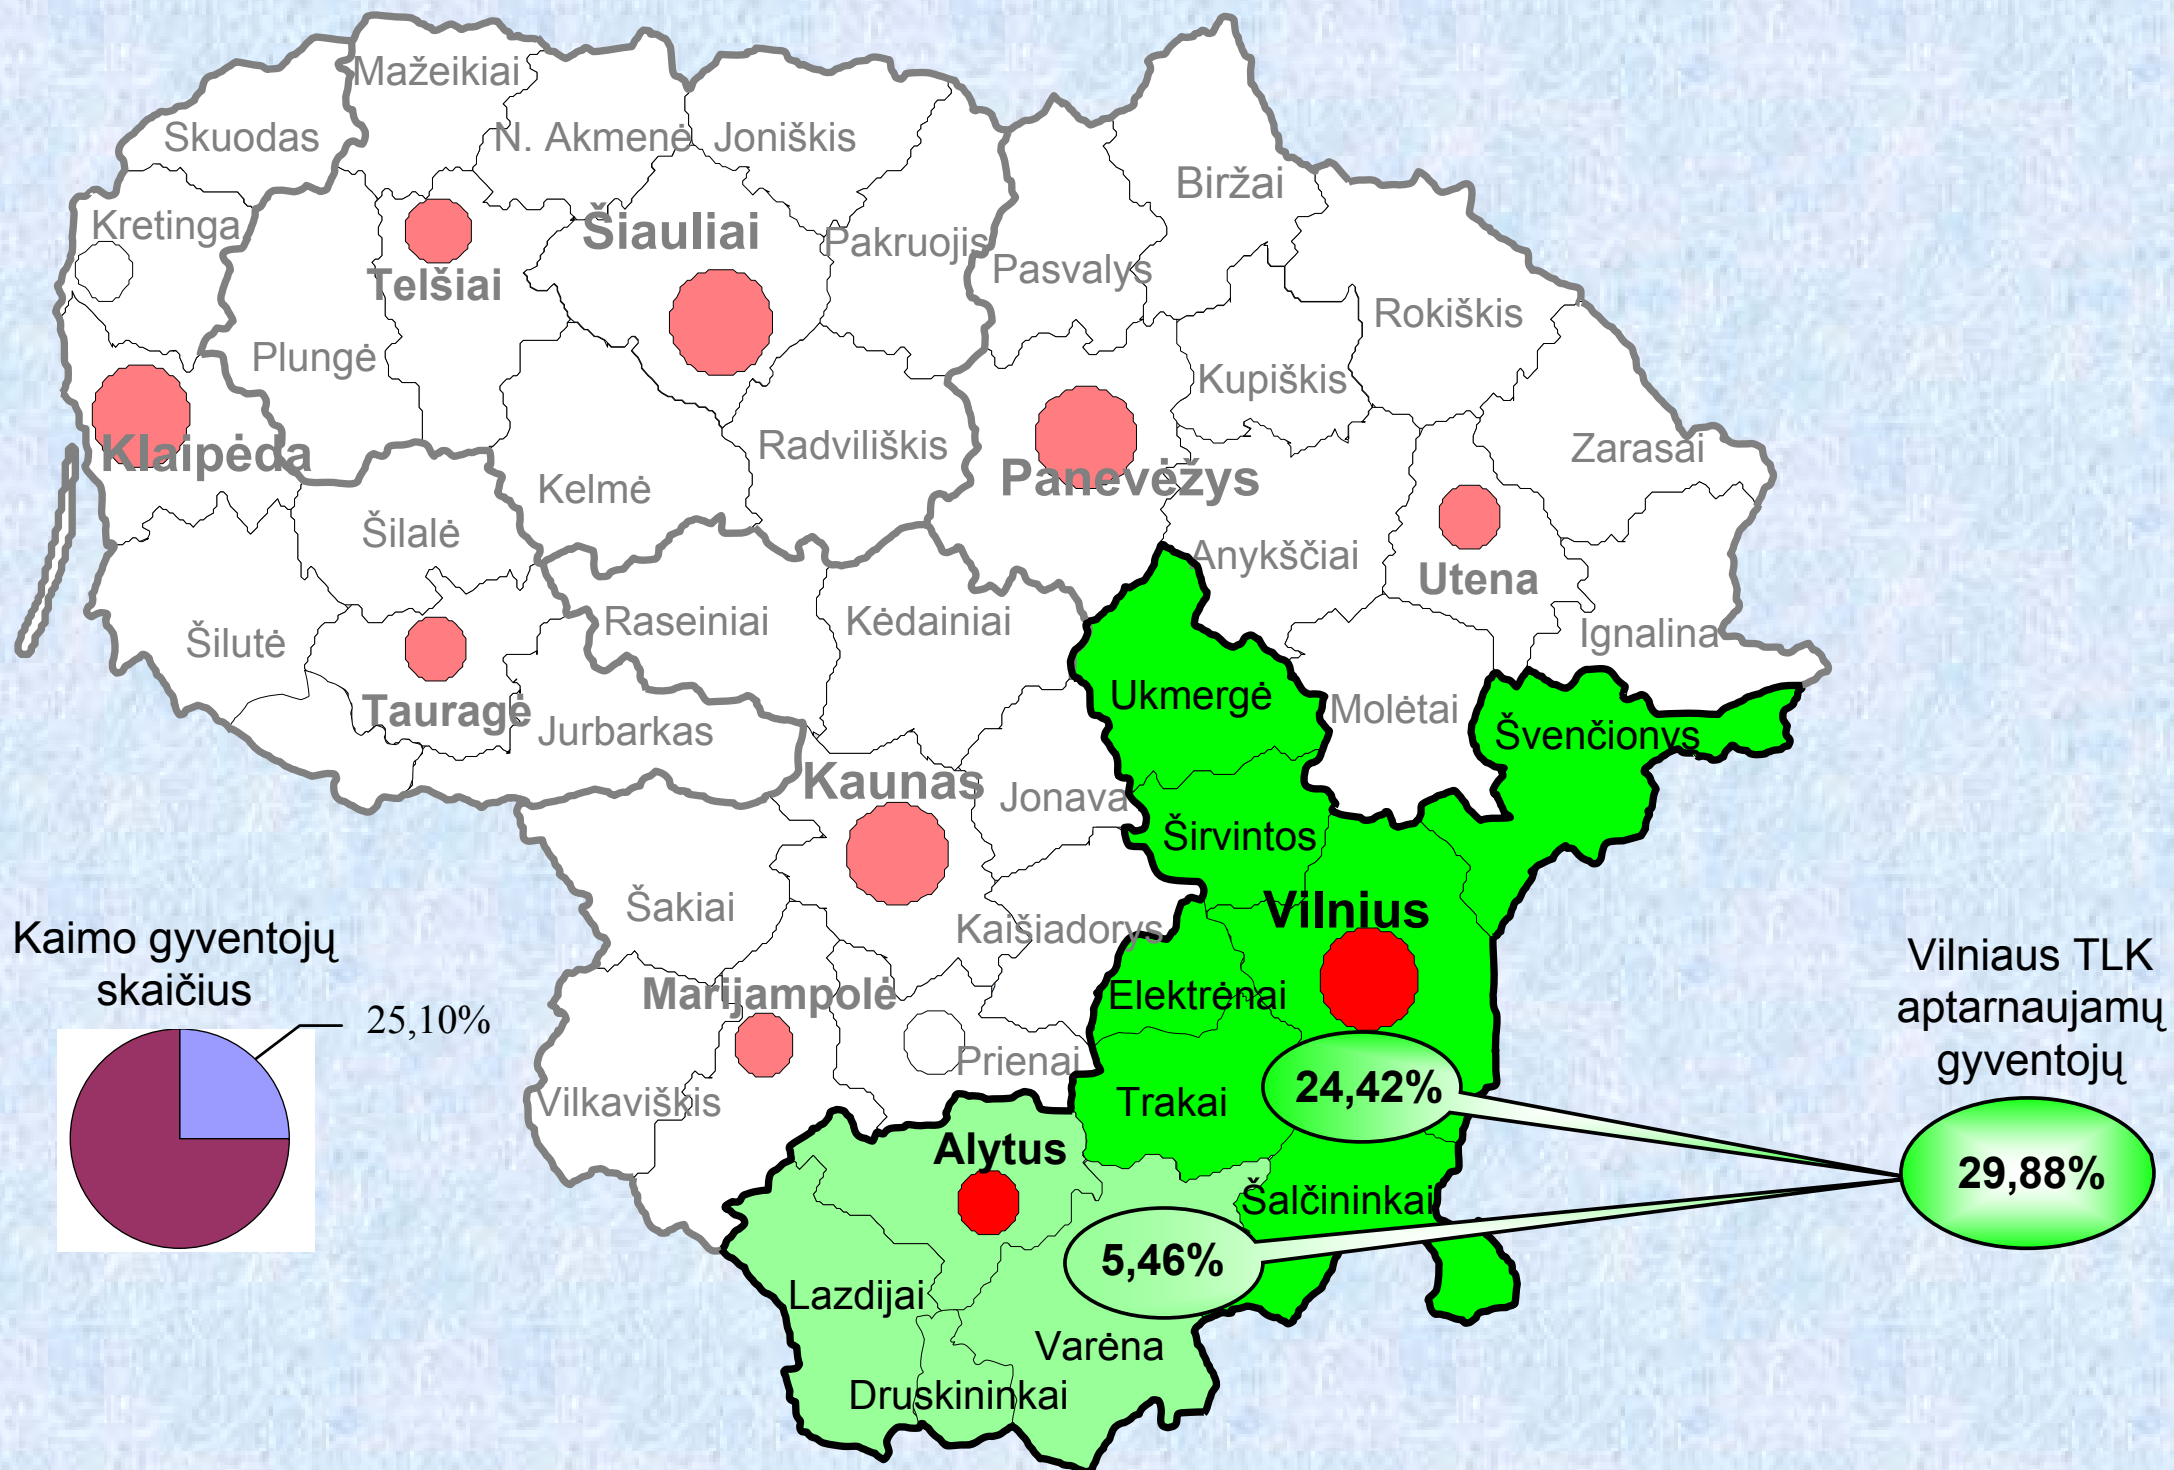 Mažeikiai
Skuodas
N. Akmenė
Joniškis
Biržai
Kretinga
Šiauliai
Pakruojis
Pasvalys
Telšiai
Rokiškis
Plungė
Kupiškis
Klaipėda
Radviliškis
Zarasai
Kelmė
Panevėžys
Šilalė
Anykščiai
Utena
Raseiniai
Kėdainiai
Šilutė
Ignalina
Ukmergė
Tauragė
Molėtai
Jurbarkas
Švenčionys
Kaunas
Jonava
Širvintos
Šakiai
Vilnius
Kaišiadorys
Kaimo gyventojų
skaičius
25,10%
Marijampolė
Elektrėnai
Vilniaus TLK
aptarnaujamų
gyventojų
Prienai
Vilkaviškis
Trakai
24,42%
Alytus
29,88%
Šalčininkai
5,46%
Lazdijai
Varėna
Druskininkai